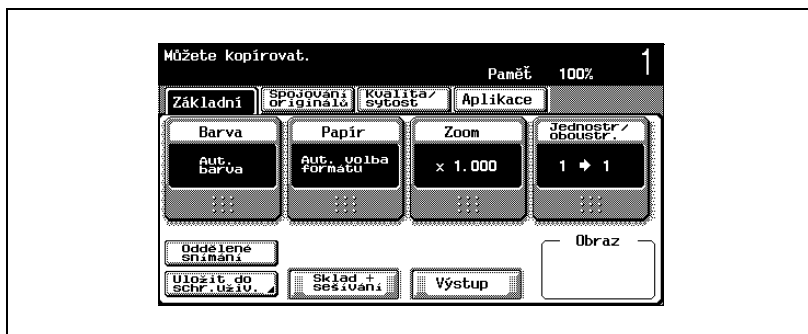 Můžete kopírovat.
1
Paměť 100%
Základní
Spojování
originálů
Kvalita/
sytost
Aplikace
Barva
Aut.
barva
Papír
Aut. volba
formátu
Zoom
× 1.000
Jednostr/
oboustr.
1 ➔ 1
Oddělené
snímání
Uložit do
schr.uživ.
Sklad +
sešívání
Výstup
Obraz